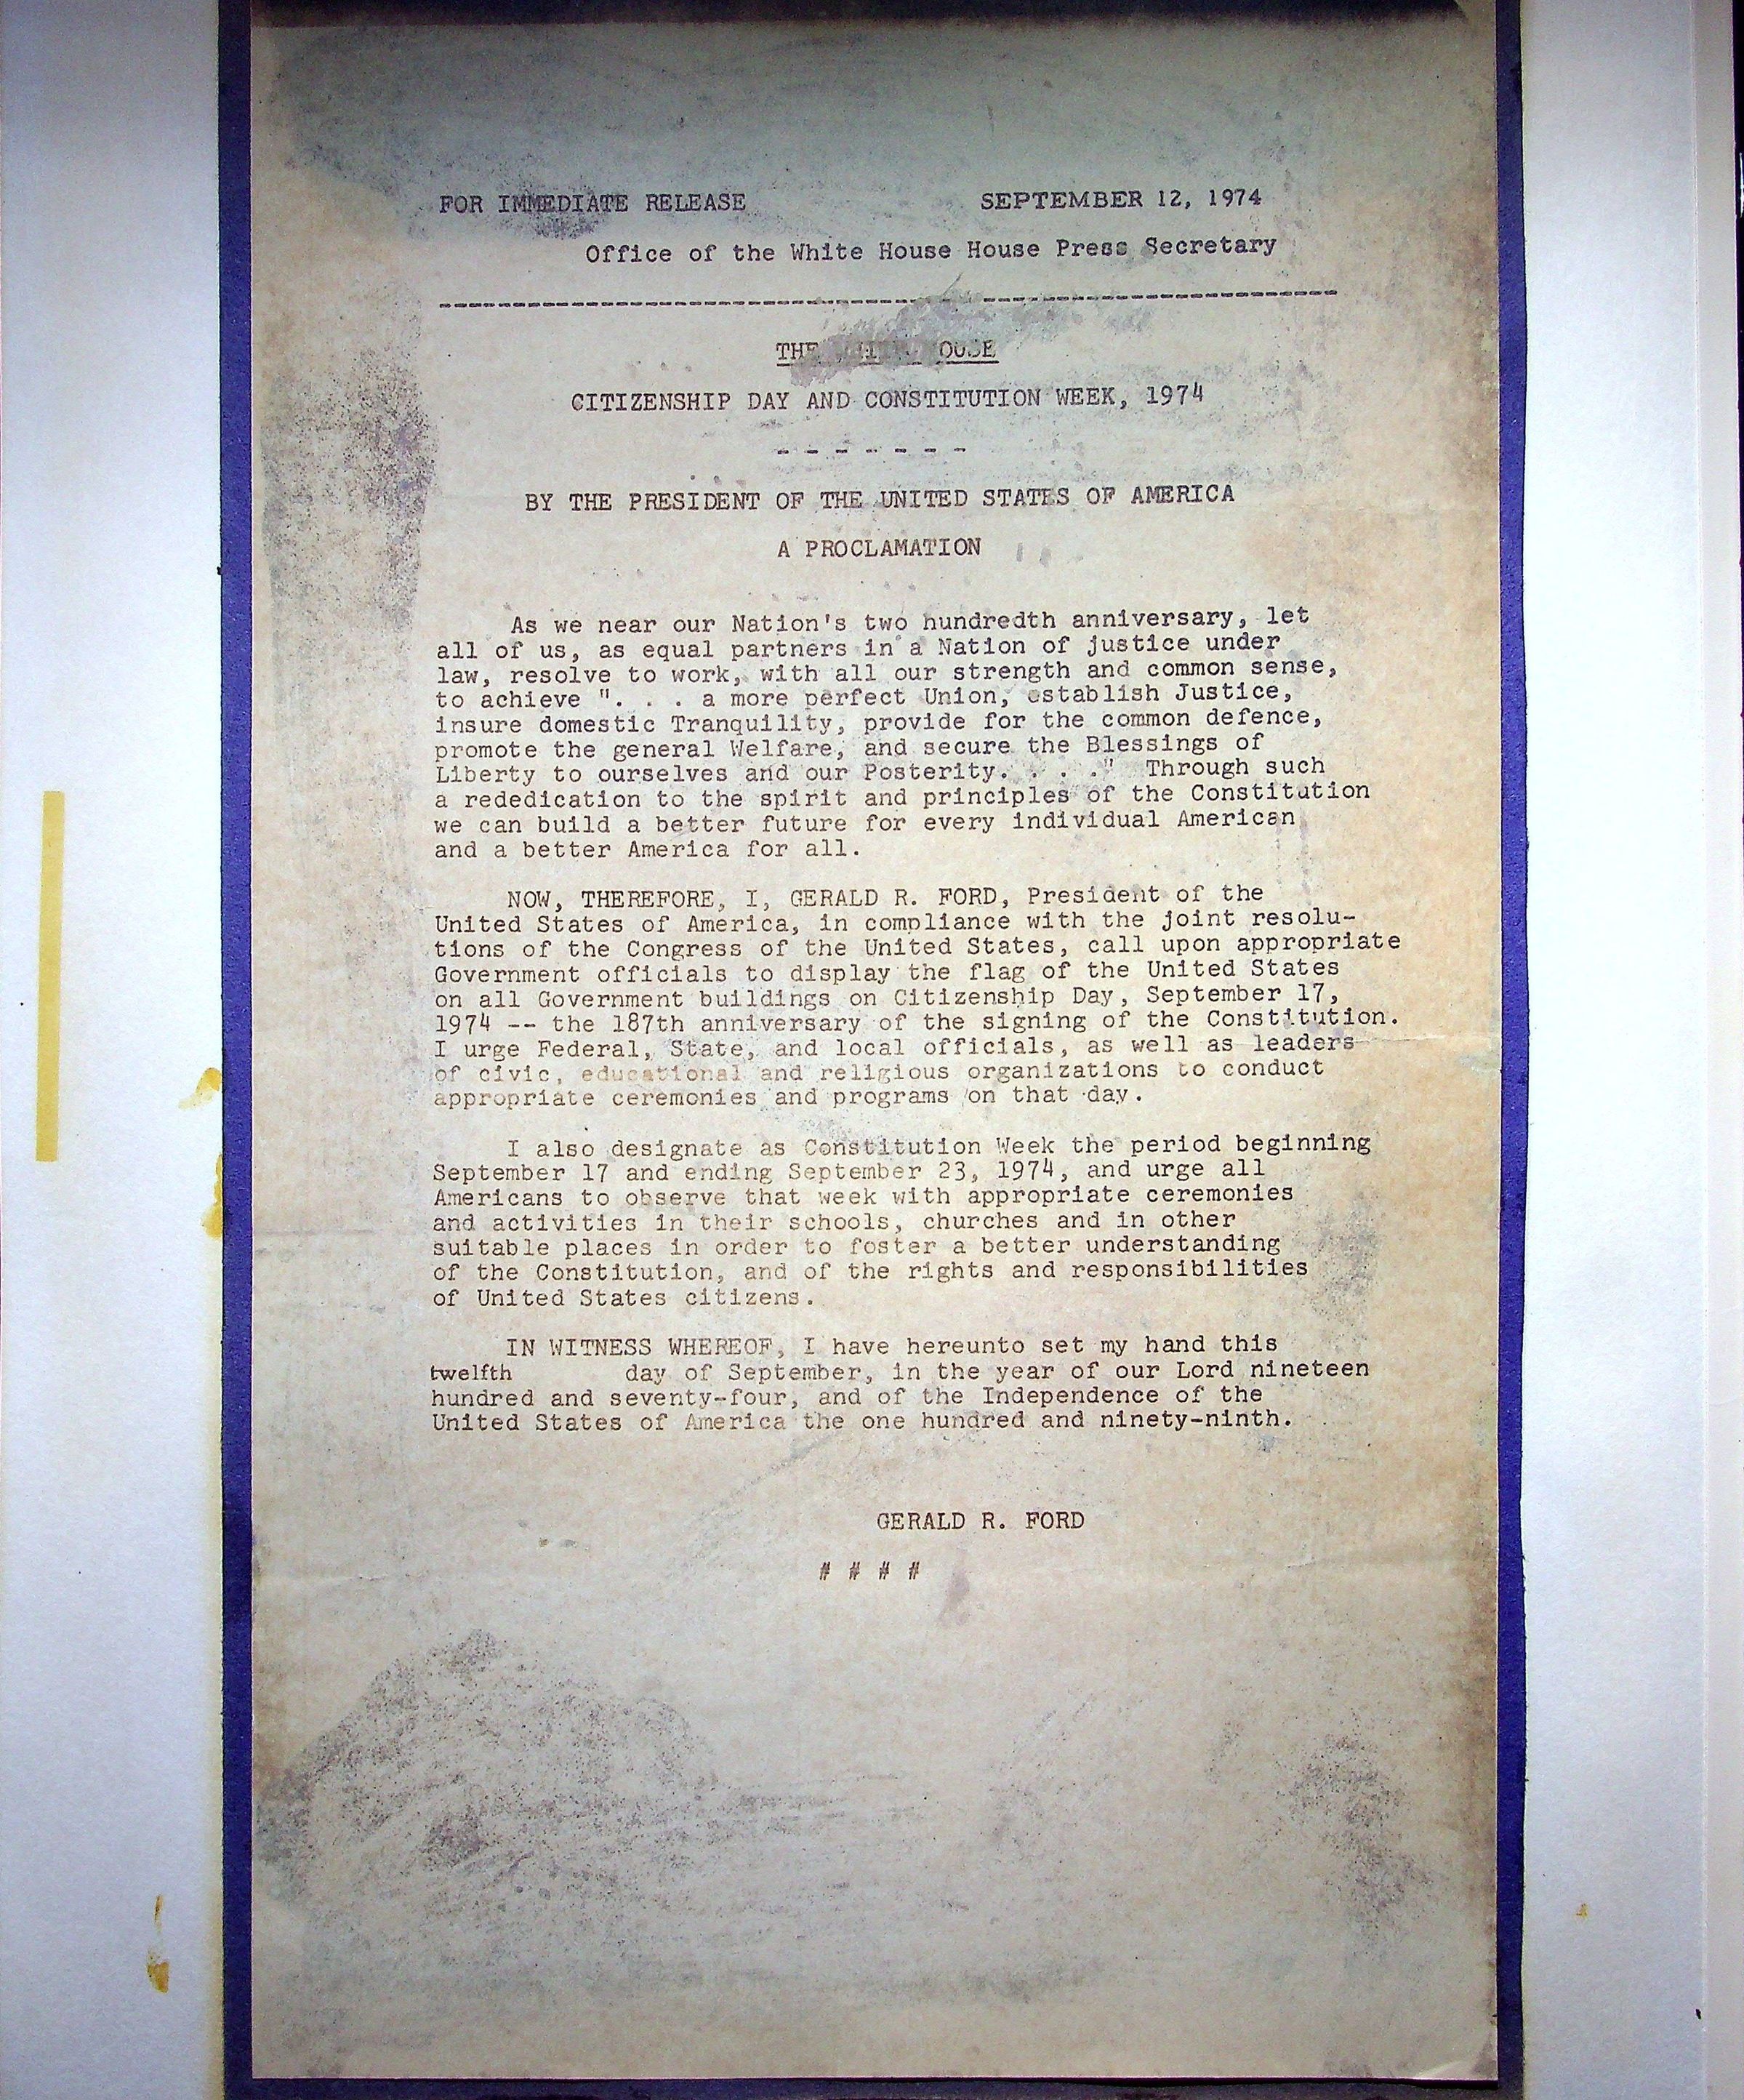 FOR IMMEDIATE RELEASE SEPTEMBER 12, 1974
Office of the White House House Press Secretary
THE WHITE HOUSE
CITIZENSHIP DAY AND CONSTITUTION WEEK, 1974
- - - - - - -
BY THE PRESIDENT OF THE UNITED STATES OF AMERICA
A PROCLAMATION
As we near our Nation's two hundredth anniversary, let
all of us, as equal partners in a Nation of justice under
law, resolve to work, with all our strength and common sense,
to achieve ". . . a more perfect Union, establish Justice,
insure domestic Tranquility, provide for the common defence,
promote the general Welfare, and secure the Blessings of
Liberty to ourselves and our Posterity. . . ." Through such
a rededication to the spirit and principles of the Constitution
we can build a better future for every individual American
and a better America for all.
NOW, THEREFORE, I, GERALD R. FORD, President of the
United States of America, in compliance with the joint resolu-
tions of the Congress of the United States, call upon appropriate
Government officials to display the flag of the United States
on all Government buildings on Citizenship Day, September 17,
1974 -- the 187th anniversary of the signing of the Constitution.
I urge Federal, State, and local officials, as well as leaders
of civic, educational and religious organizations to conduct
appropriate ceremonies and programs on that day.
I also designate as Constitution Week the period beginning
September 17 and ending September 23, 1974, and urge all
Americans to observe that week with appropriate ceremonies
and activities in their schools, churches and in other
suitable places in order to foster a better understanding
of the Constitution, and of the rights and responsibilities
of United States citizens.
IN WITNESS WHEREOF, I have hereunto set my hand this
twelfth day of September, in the year of our Lord nineteen
hundred and seventy-four, and of the Independence of the
United States of America the one hundred and ninety-ninth.
GERALD R. FORD
# # # #